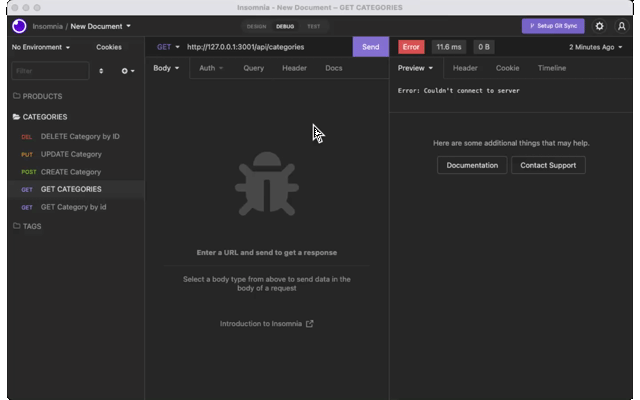 Insomnia - New Document – GET CATEGORIES
Insomnia / New Document
DESIGN DEBUG TEST
Setup Git Sync
No Environment Cookies
GET http://127.0.0.1:3001/api/categories Send
Error 11.6 ms 0 B 2 Minutes Ago
Filter
Body Auth Query Header Docs
Preview Header Cookie Timeline
PRODUCTS
CATEGORIES
DEL DELETE Category by ID
PUT UPDATE Category
POST CREATE Category
GET GET CATEGORIES
GET GET Category by id
TAGS
Enter a URL and send to get a response
Select a body type from above to send data in the
body of a request
Introduction to Insomnia
Error: Couldn't connect to server
Here are some additional things that may help.
Documentation Contact Support